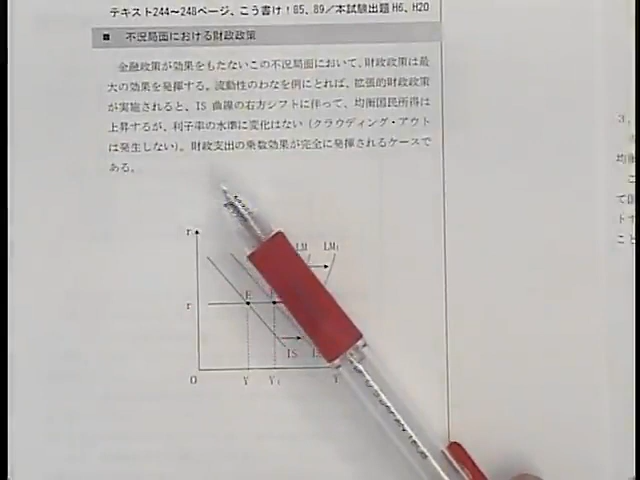 テキスト244〜248ページ、こう書け！85、89／本試験出題 H6、H20
■ 不況局面における財政政策
金融政策が効果をもたないこの不況局面において、財政政策は最
大の効果を発揮する。流動性のわなを例にとれば、拡張的財政政策
が実施されると、IS 曲線の右方シフトに伴って、均衡国民所得は
上昇するが、利子率の水準に変化はない（クラウディング・アウト
は発生しない）。財政支出の乗数効果が完全に発揮されるケースで
ある。
3.
均衡
こ
て
こと
r
LM LM₁
r E
IS
O Y Y₁ Y